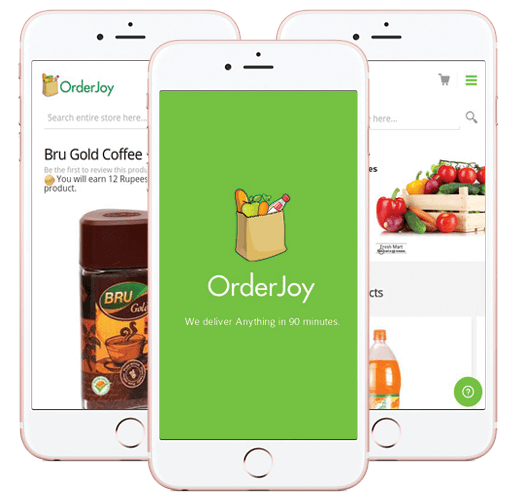 OrderJoy
Search entire store here...
Bru Gold Coffee
Be the first to review this produ
You will earn 12 Rupees
product.
BRU
Gold
OrderJoy
We deliver Anything in 90 minutes.
here...
es
Fresh Mart
cts